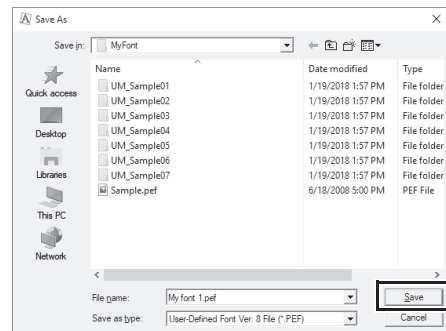 Save As
Save in: MyFont
Name Date modified Type
Quick access
Desktop
Libraries
This PC
Network
UM_Sample01 1/19/2018 1:57 PM File folder
UM_Sample02 1/19/2018 1:57 PM File folder
UM_Sample03 1/19/2018 1:57 PM File folder
UM_Sample04 1/19/2018 1:57 PM File folder
UM_Sample05 1/19/2018 1:57 PM File folder
UM_Sample06 1/19/2018 1:57 PM File folder
UM_Sample07 1/19/2018 1:57 PM File folder
Sample.pef 6/18/2008 5:00 PM PEF File
File name: My font 1.pef Save
Save as type: User-Defined Font Ver. 8 File (*.PEF) Cancel